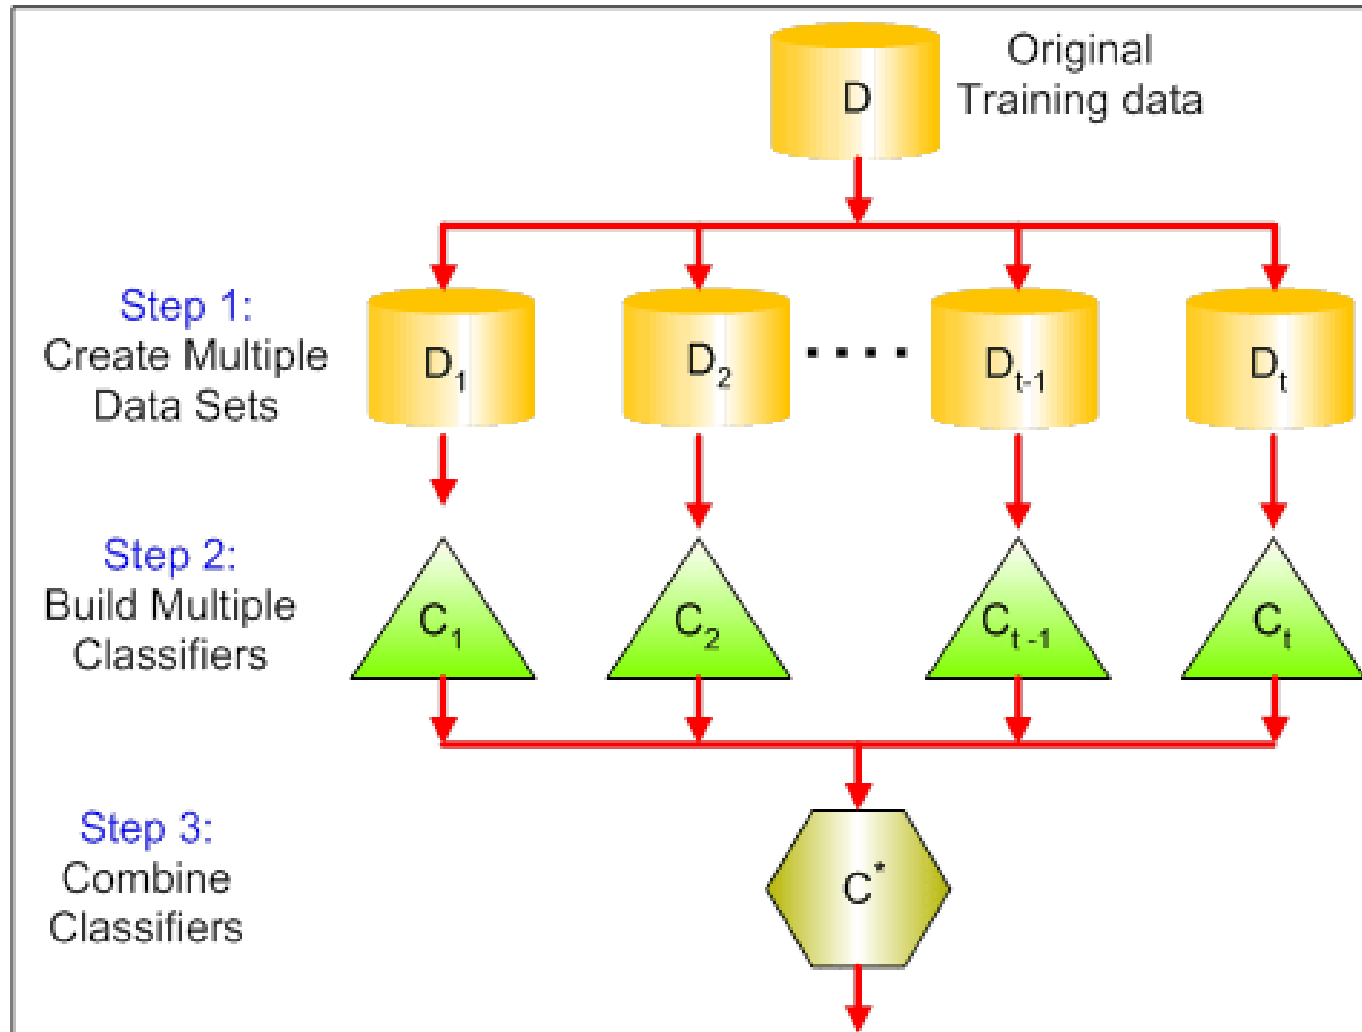 D
Original
Training data
Step 1:
Create Multiple
Data Sets
D₁
D₂
....
Dₜ₋₁
Dₜ
Step 2:
Build Multiple
Classifiers
C₁
C₂
Cₜ ₋₁
Cₜ
Step 3:
Combine
Classifiers
C*